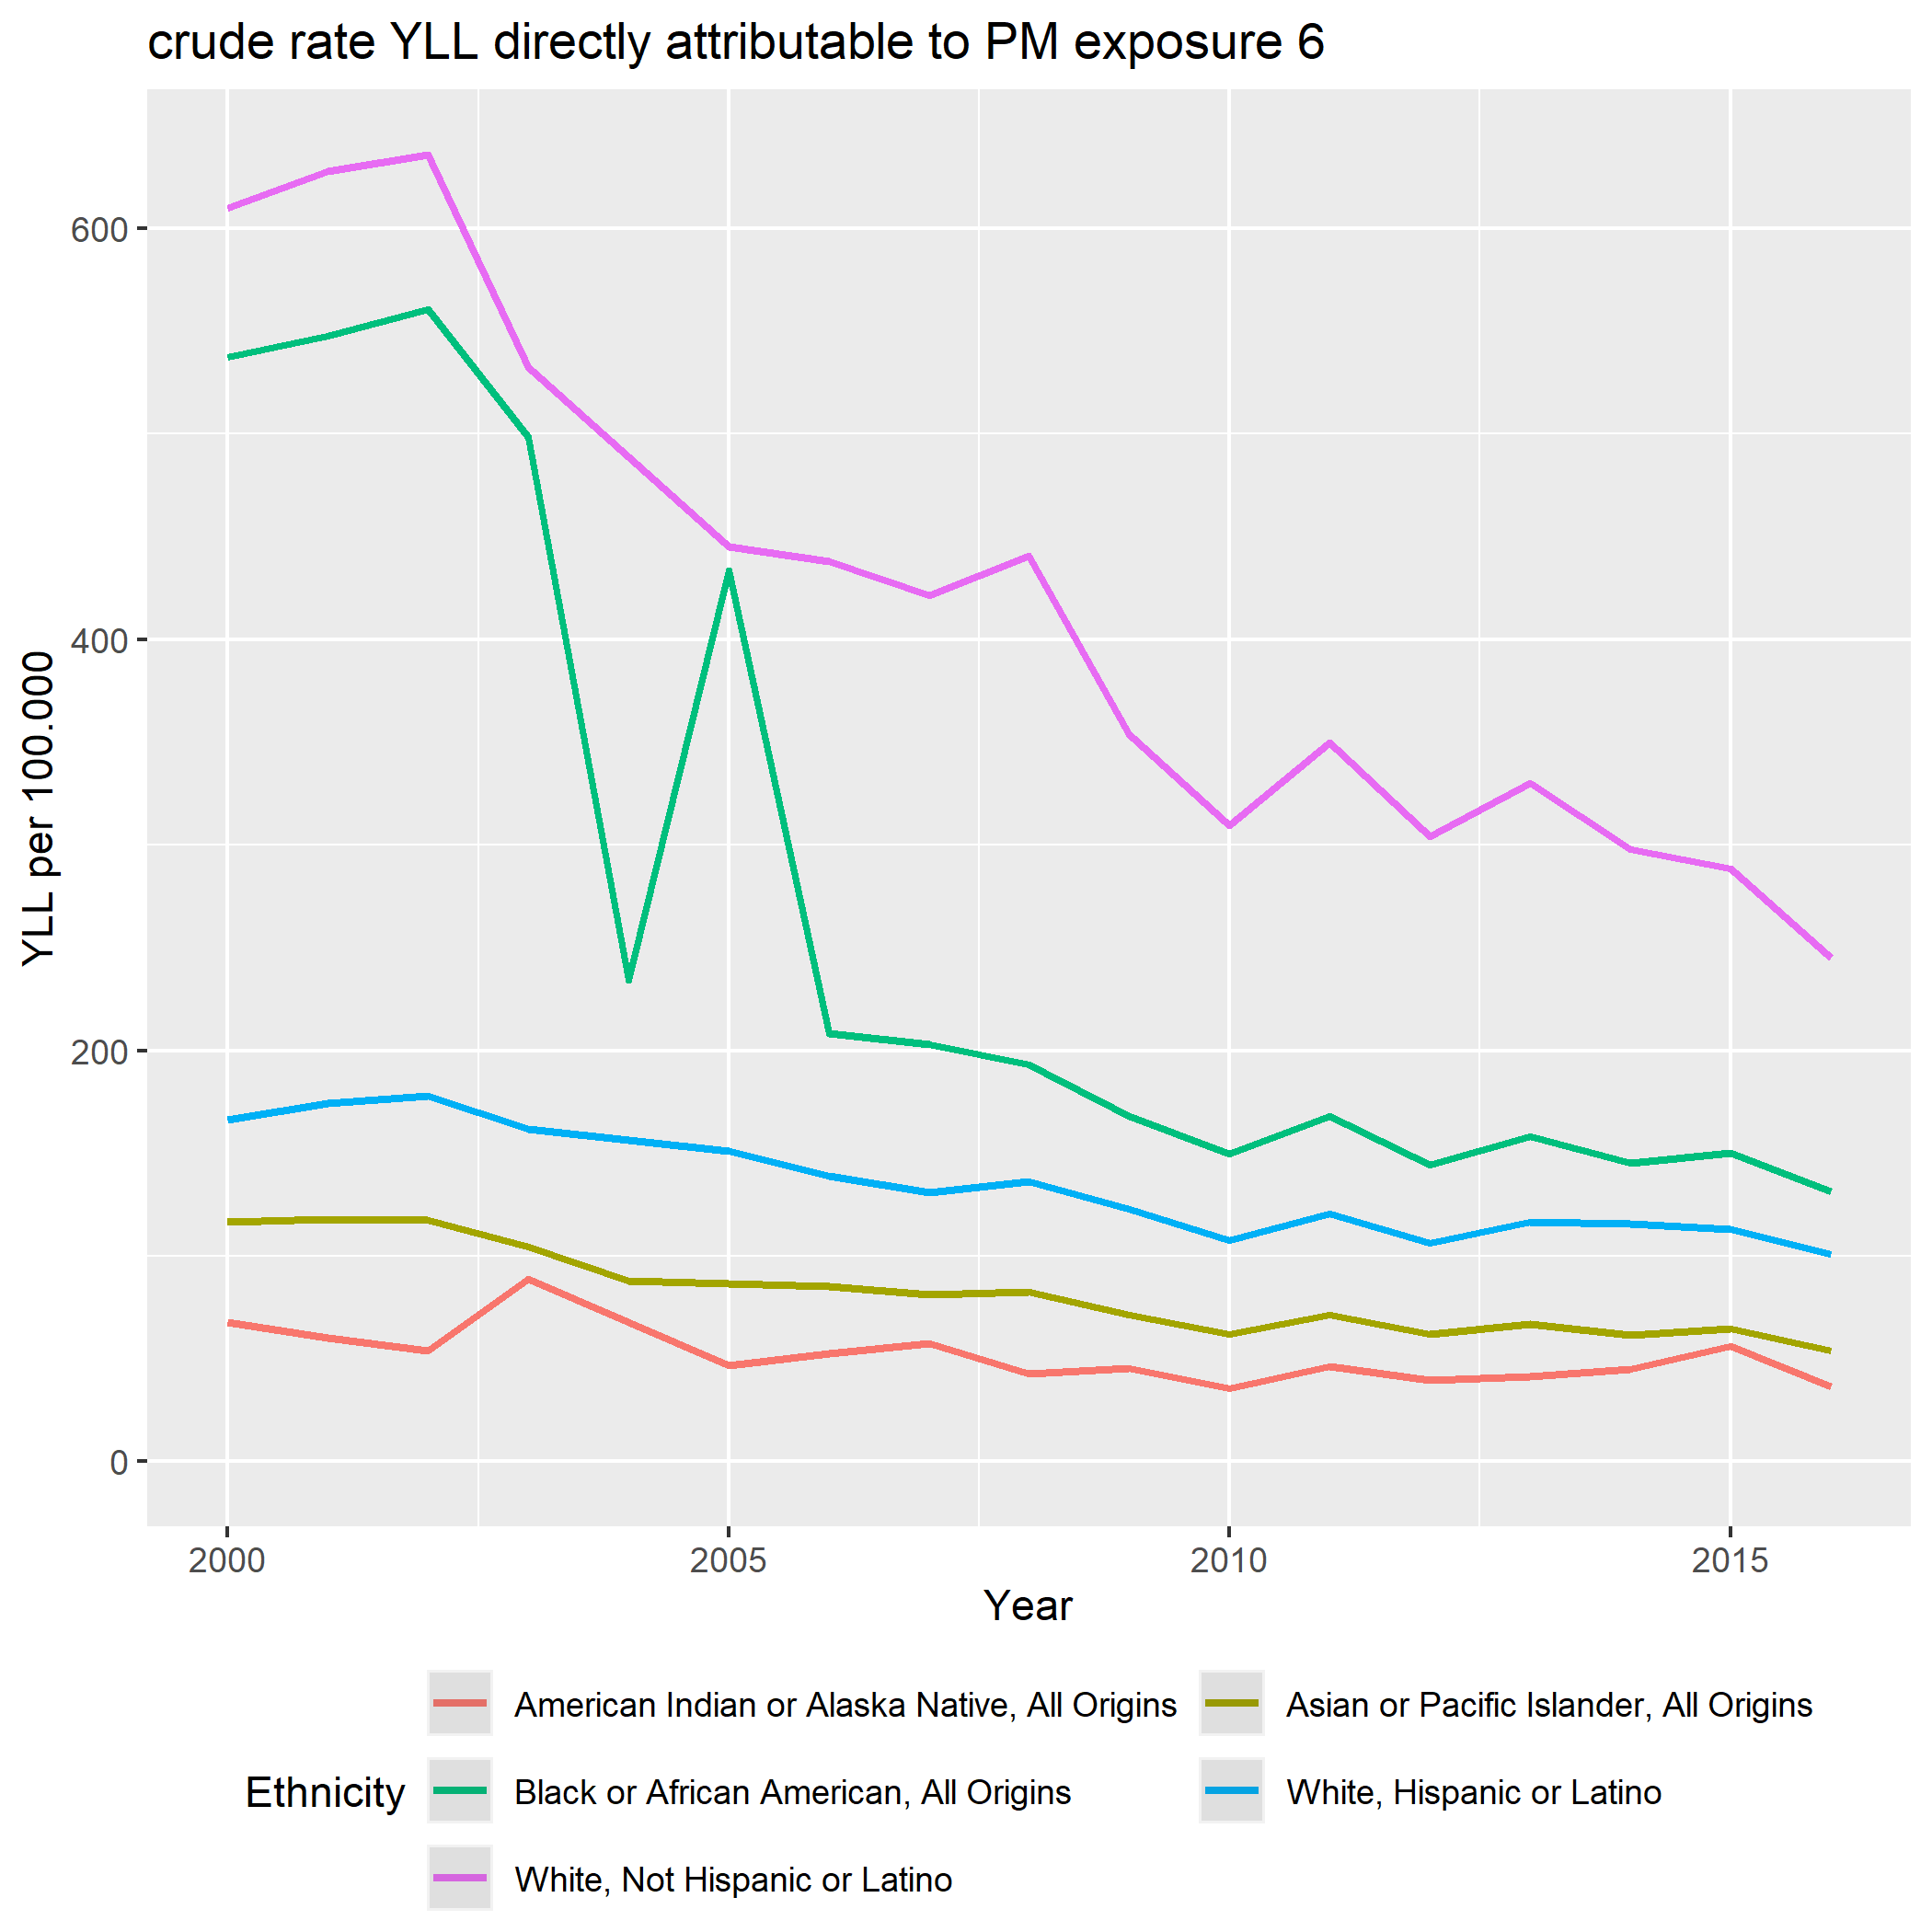 crude rate YLL directly attributable to PM exposure 6
YLL per 100.000
600
400
200
0
2000 2005 2010 2015
Year
Ethnicity
American Indian or Alaska Native, All Origins
Asian or Pacific Islander, All Origins
Black or African American, All Origins
White, Hispanic or Latino
White, Not Hispanic or Latino